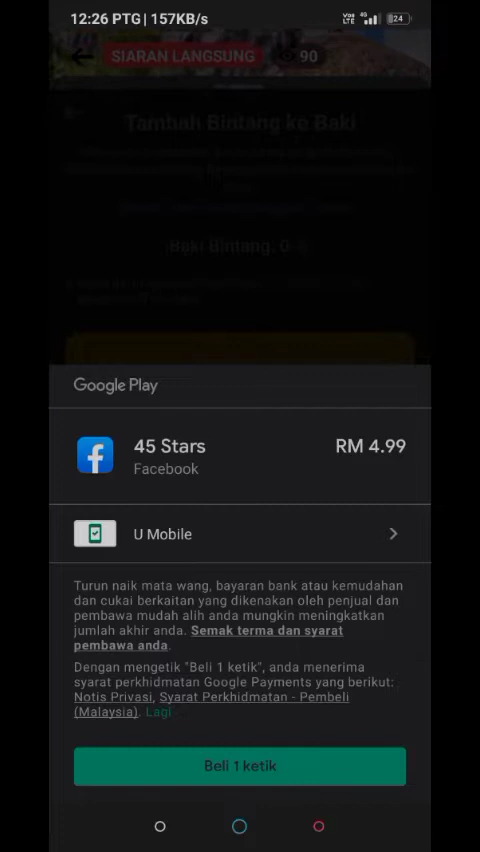 12:26 PTG | 157KB/s
Vo LTE 4G 24
SIARAN LANGSUNG 90
Tambah Bintang ke Baki
Baki Bintang: 0
Google Play
45 Stars
RM 4.99
Facebook
U Mobile
Turun naik mata wang, bayaran bank atau kemudahan
dan cukai berkaitan yang dikenakan oleh penjual dan
pembawa mudah alih anda mungkin meningkatkan
jumlah akhir anda. Semak terma dan syarat
pembawa anda.
Dengan mengetik "Beli 1 ketik", anda menerima
syarat perkhidmatan Google Payments yang berikut:
Notis Privasi, Syarat Perkhidmatan - Pembeli
(Malaysia). Lagi
Beli 1 ketik